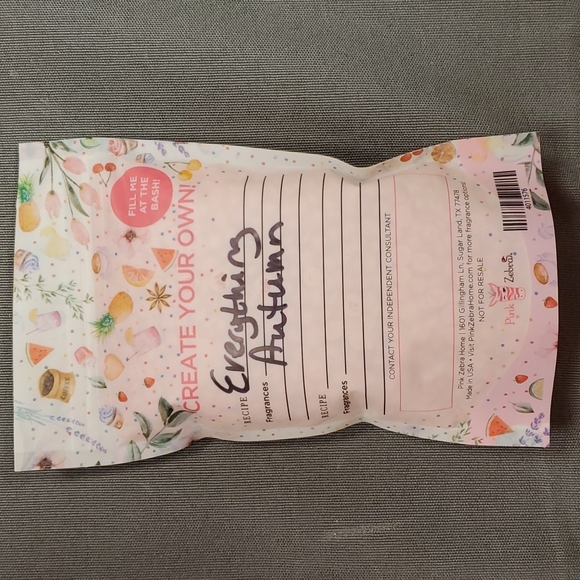 FILL ME
AT THE
BASH!
CREATE YOUR OWN!
RECIPE Everything
Fragrances Autumn
RECIPE
Fragrances
CONTACT YOUR INDEPENDENT CONSULTANT
Pink Zebra
Pink Zebra Home | 1601 Gillingham Ln, Sugar Land, TX 77478
Made in USA • Visit PinkZebraHome.com for more fragrance options!
NOT FOR RESALE
4011576